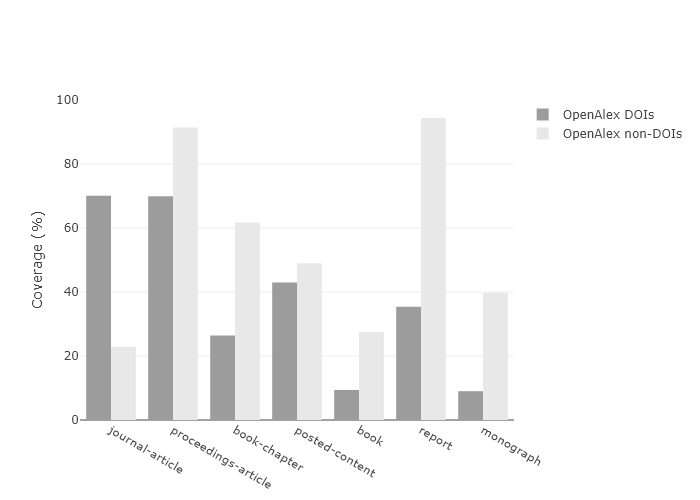 100
80
60
40
20
0
Coverage (%)
journal-article
proceedings-article
book-chapter
posted-content
book
report
monograph
OpenAlex DOIs
OpenAlex non-DOIs